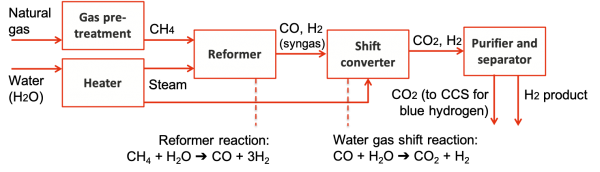 Natural
gas
Gas pre-
treatment
CH4
Water
(H2O)
Heater
Steam
Reformer
CO, H2
(syngas)
Shift
converter
CO2, H2
Purifier and
separator
CO2 (to CCS for
blue hydrogen)
H2 product
Reformer reaction:
CH₄ + H₂O ➔ CO + 3H₂
Water gas shift reaction:
CO + H₂O ➔ CO₂ + H₂